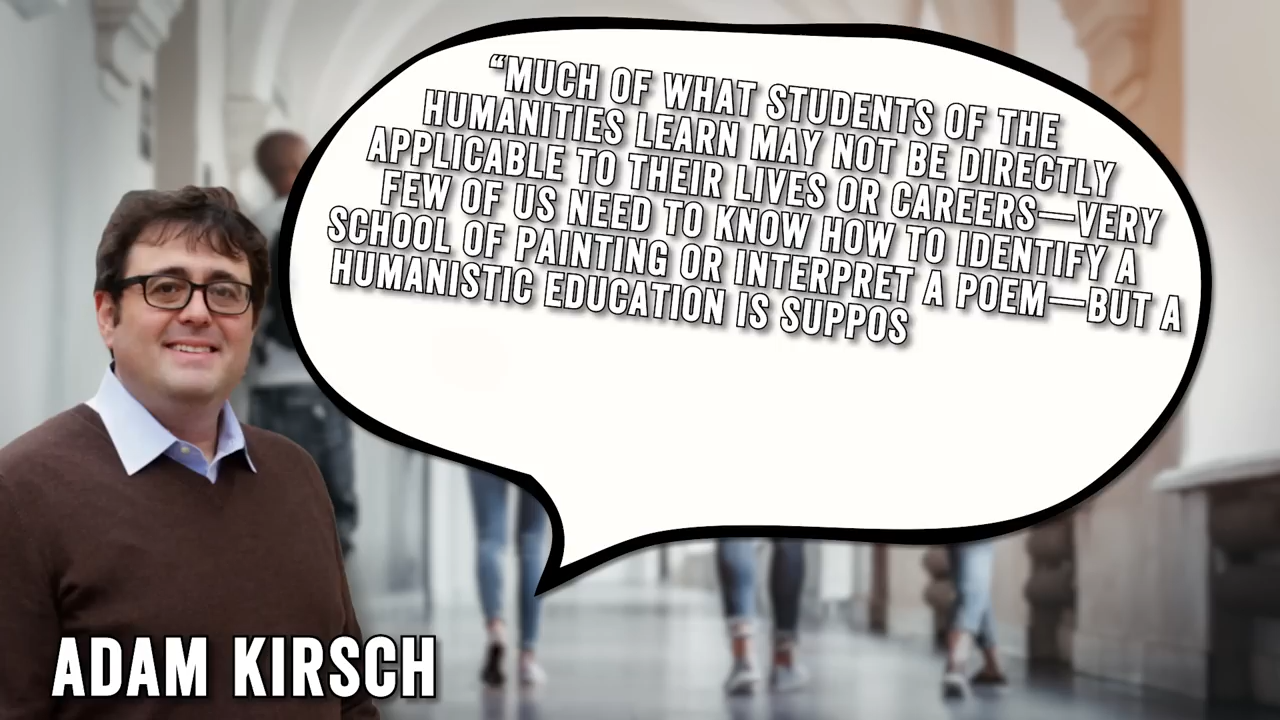 “MUCH OF WHAT STUDENTS OF THE
HUMANITIES LEARN MAY NOT BE DIRECTLY
APPLICABLE TO THEIR LIVES OR CAREERS—VERY
FEW OF US NEED TO KNOW HOW TO IDENTIFY A
SCHOOL OF PAINTING OR INTERPRET A POEM—BUT A
HUMANISTIC EDUCATION IS SUPPOS
ADAM KIRSCH